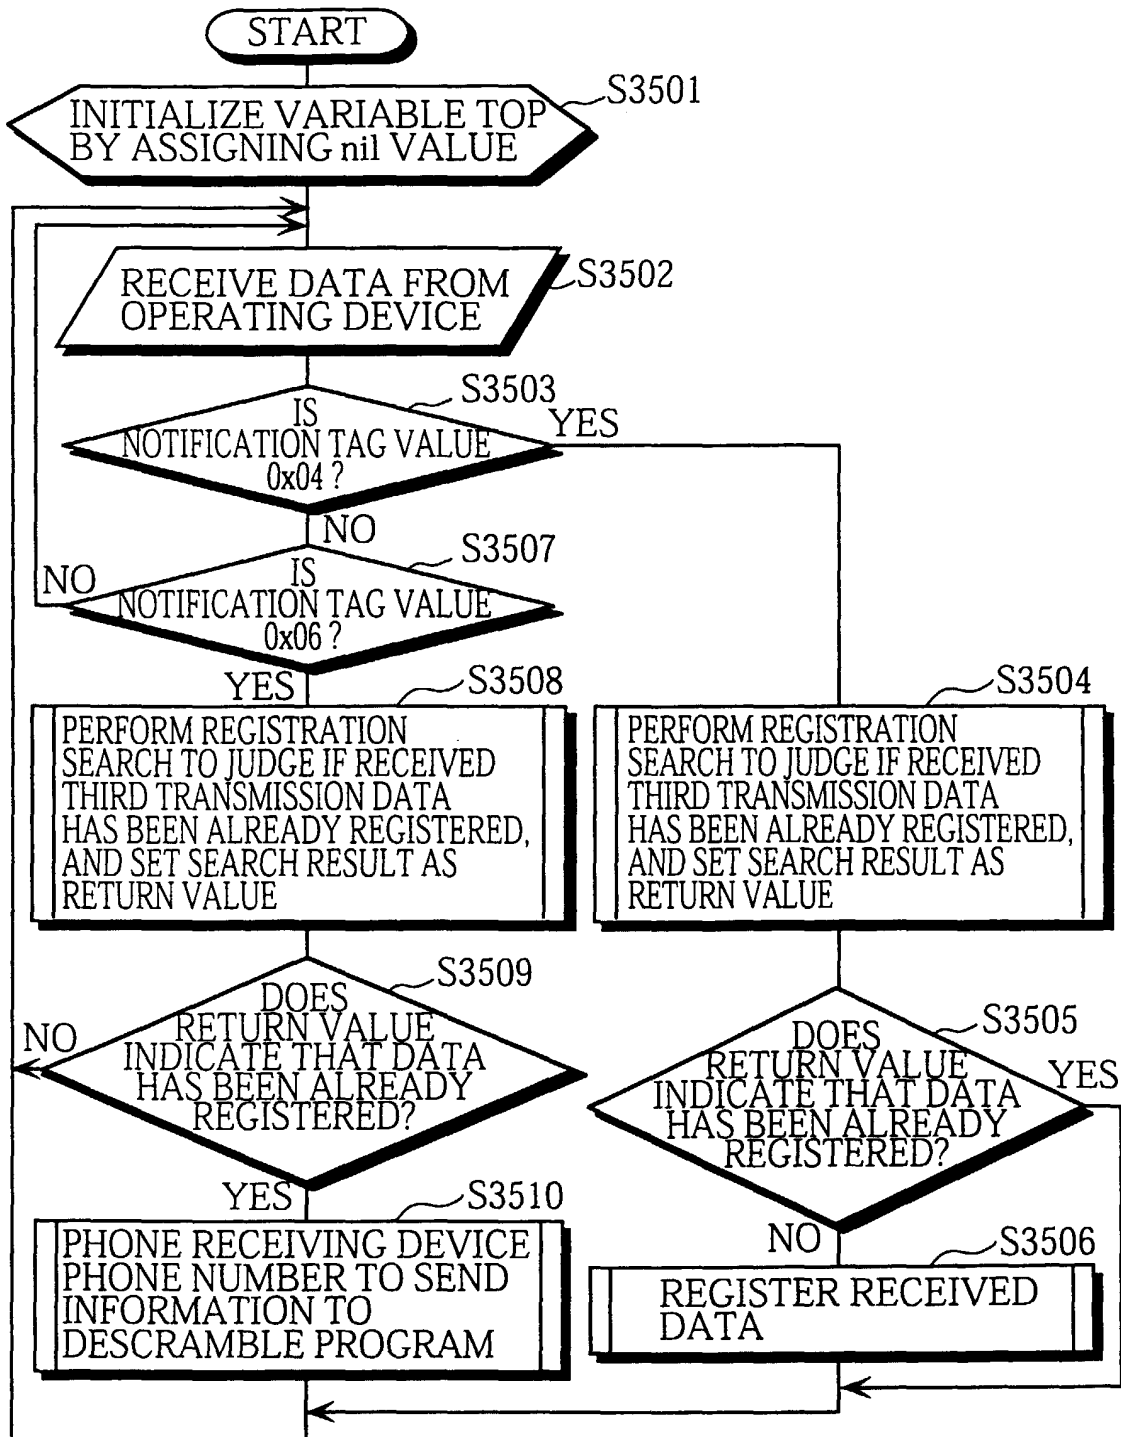 START
S3501
INITIALIZE VARIABLE TOP
BY ASSIGNING nil VALUE
S3502
RECEIVE DATA FROM
OPERATING DEVICE
S3503
YES
IS
NOTIFICATION TAG VALUE
0x04 ?
NO
S3507
NO
IS
NOTIFICATION TAG VALUE
0x06 ?
YES
S3508
PERFORM REGISTRATION
SEARCH TO JUDGE IF RECEIVED
THIRD TRANSMISSION DATA
HAS BEEN ALREADY REGISTERED,
AND SET SEARCH RESULT AS
RETURN VALUE
S3504
PERFORM REGISTRATION
SEARCH TO JUDGE IF RECEIVED
THIRD TRANSMISSION DATA
HAS BEEN ALREADY REGISTERED,
AND SET SEARCH RESULT AS
RETURN VALUE
S3509
NO
DOES
RETURN VALUE
INDICATE THAT DATA
HAS BEEN ALREADY
REGISTERED?
YES
S3505
YES
DOES
RETURN VALUE
INDICATE THAT DATA
HAS BEEN ALREADY
REGISTERED?
NO
S3510
PHONE RECEIVING DEVICE
PHONE NUMBER TO SEND
INFORMATION TO
DESCRAMBLE PROGRAM
S3506
REGISTER RECEIVED
DATA